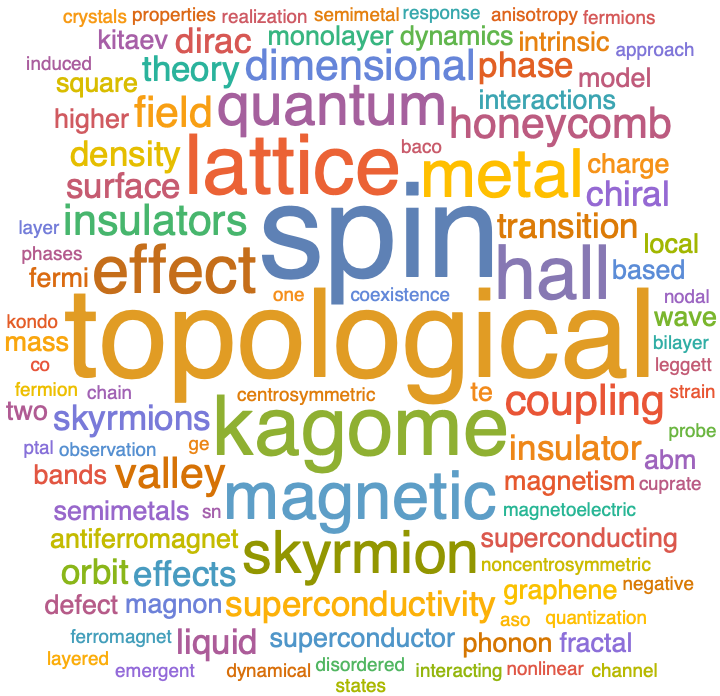 crystals properties realization semimetal response anisotropy fermions
kitaev dirac monolayer dynamics intrinsic approach
induced theory dimensional phase model
square quantum interactions
higher field honeycomb
density lattice baco metal charge
surface chiral
layer insulators spin transition local
phases effect hall based
fermi one coexistence nodal
kondo topological wave
mass bilayer
co leggett
fermion chain centrosymmetric te coupling strain
two skyrmions kagome probe
ptal observation ge insulator abm
bands valley magnetic magnetism cuprate
semimetals sn magnetoelectric
antiferromagnet skyrmion superconducting
orbit effects noncentrosymmetric
defect magnon superconductivity graphene negative
aso quantization
ferromagnet liquid superconductor phonon fractal
layered emergent dynamical disordered interacting nonlinear channel
states